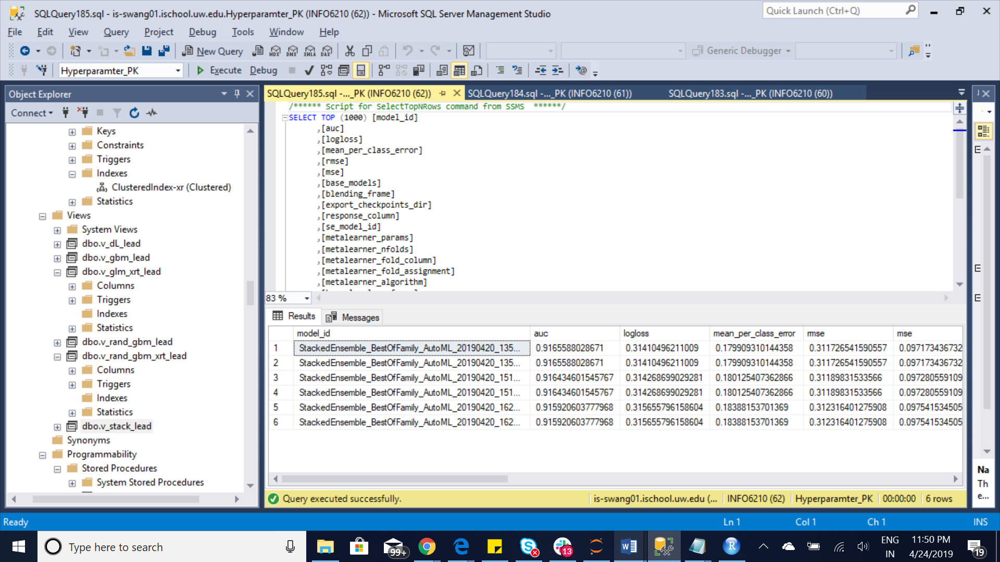 SQLQuery185.sql - is-swang01.ischool.uw.edu.Hyperparamter_PK (INFO6210 (62)) - Microsoft SQL Server Management Studio
Quick Launch (Ctrl+Q)
File Edit View Query Project Debug Tools Window Help
New Query MDX DMX XMLA DAX Generic Debugger
Hyperparamter_PK Execute Debug
Object Explorer
Connect
Keys
Constraints
Triggers
Indexes
ClusteredIndex-xr (Clustered)
Statistics
Views
System Views
dbo.v_dL_lead
dbo.v_gbm_lead
dbo.v_glm_xrt_lead
Columns
Triggers
Indexes
Statistics
dbo.v_rand_gbm_lead
dbo.v_rand_gbm_xrt_lead
Columns
Triggers
Indexes
Statistics
dbo.v_stack_lead
Synonyms
Programmability
Stored Procedures
System Stored Procedures
SQLQuery185.sql -..._PK (INFO6210 (62)) SQLQuery184.sql -..._PK (INFO6210 (61)) SQLQuery183.sql -..._PK (INFO6210 (60))
/****** Script for SelectTopNRows command from SSMS ******/
SELECT TOP (1000) [model_id]
,[auc]
,[logloss]
,[mean_per_class_error]
,[rmse]
,[mse]
,[base_models]
,[blending_frame]
,[export_checkpoints_dir]
,[response_column]
,[se_model_id]
,[metalearner_params]
,[metalearner_nfolds]
,[metalearner_fold_column]
,[metalearner_fold_assignment]
,[metalearner_algorithm]
83 %
Results Messages
model_id auc logloss mean_per_class_error rmse mse
1 StackedEnsemble_BestOfFamily_AutoML_20190420_135... 0.9165588028671 0.31410496211009 0.179909310144358 0.311726541590557 0.097173436732
2 StackedEnsemble_BestOfFamily_AutoML_20190420_135... 0.9165588028671 0.31410496211009 0.179909310144358 0.311726541590557 0.097173436732
3 StackedEnsemble_BestOfFamily_AutoML_20190420_151... 0.916434601545767 0.314268699029281 0.180125407362866 0.31189831533566 0.097280559109
4 StackedEnsemble_BestOfFamily_AutoML_20190420_151... 0.916434601545767 0.314268699029281 0.180125407362866 0.31189831533566 0.097280559109
5 StackedEnsemble_BestOfFamily_AutoML_20190420_162... 0.915920603777968 0.315655796158604 0.18388153701369 0.312316401275908 0.097541534505
6 StackedEnsemble_BestOfFamily_AutoML_20190420_162... 0.915920603777968 0.315655796158604 0.18388153701369 0.312316401275908 0.097541534505
Na
Th
e...
Query executed successfully. is-swang01.ischool.uw.edu (... INFO6210 (62) Hyperparamter_PK 00:00:00 6 rows
Ready Ln 1 Col 1 Ch 1 INS
Type here to search 99+ 13 ENG 11:50 PM
IN 4/24/2019 19